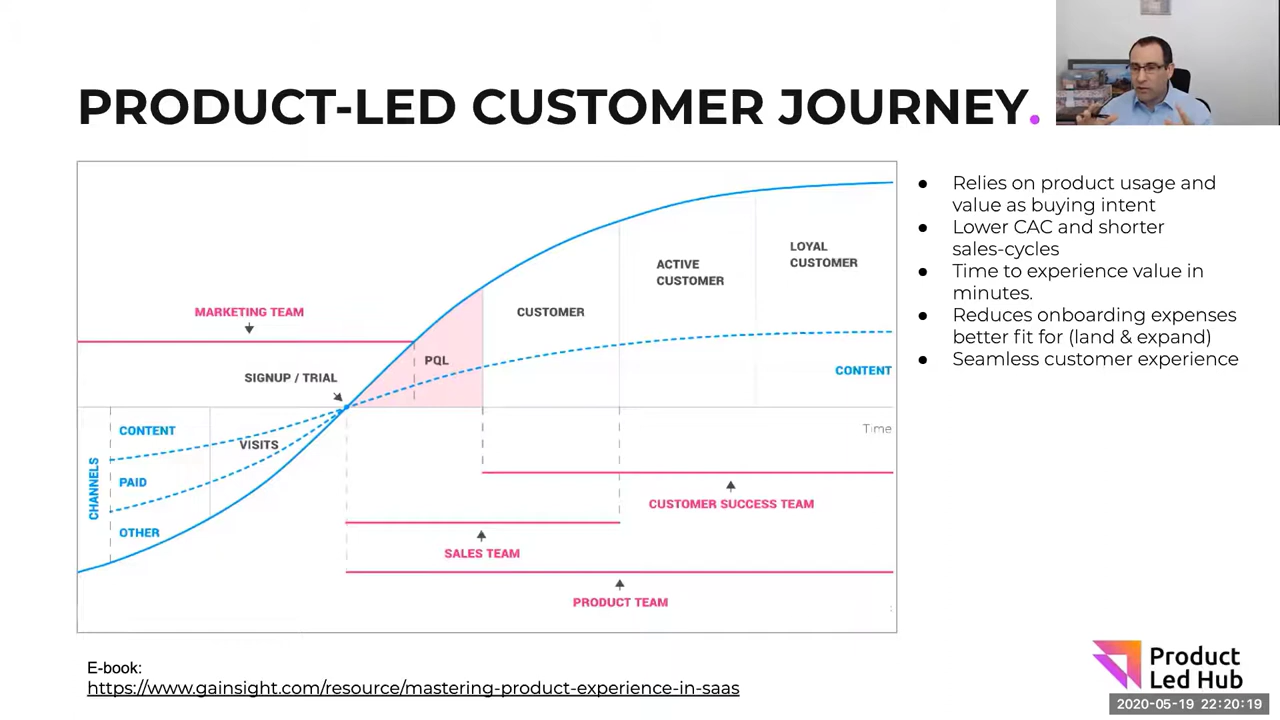 PRODUCT-LED CUSTOMER JOURNEY.
MARKETING TEAM
SIGNUP / TRIAL
PQL
CUSTOMER
ACTIVE
CUSTOMER
LOYAL
CUSTOMER
CONTENT
Time
CHANNELS
CONTENT
PAID
OTHER
VISITS
CUSTOMER SUCCESS TEAM
SALES TEAM
PRODUCT TEAM
● Relies on product usage and
value as buying intent
● Lower CAC and shorter
sales-cycles
● Time to experience value in
minutes.
● Reduces onboarding expenses
better fit for (land & expand)
● Seamless customer experience
E-book:
https://www.gainsight.com/resource/mastering-product-experience-in-saas
Product
Led Hub
2020-05-19 22:20:19